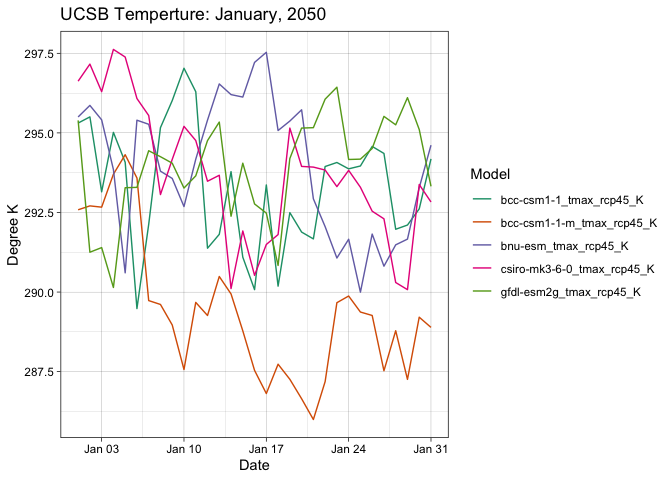 UCSB Temperture: January, 2050
297.5
295.0
292.5
290.0
287.5
Degree K
Jan 03 Jan 10 Jan 17 Jan 24 Jan 31
Date
Model
bcc-csm1-1_tmax_rcp45_K
bcc-csm1-1-m_tmax_rcp45_K
bnu-esm_tmax_rcp45_K
csiro-mk3-6-0_tmax_rcp45_K
gfdl-esm2g_tmax_rcp45_K